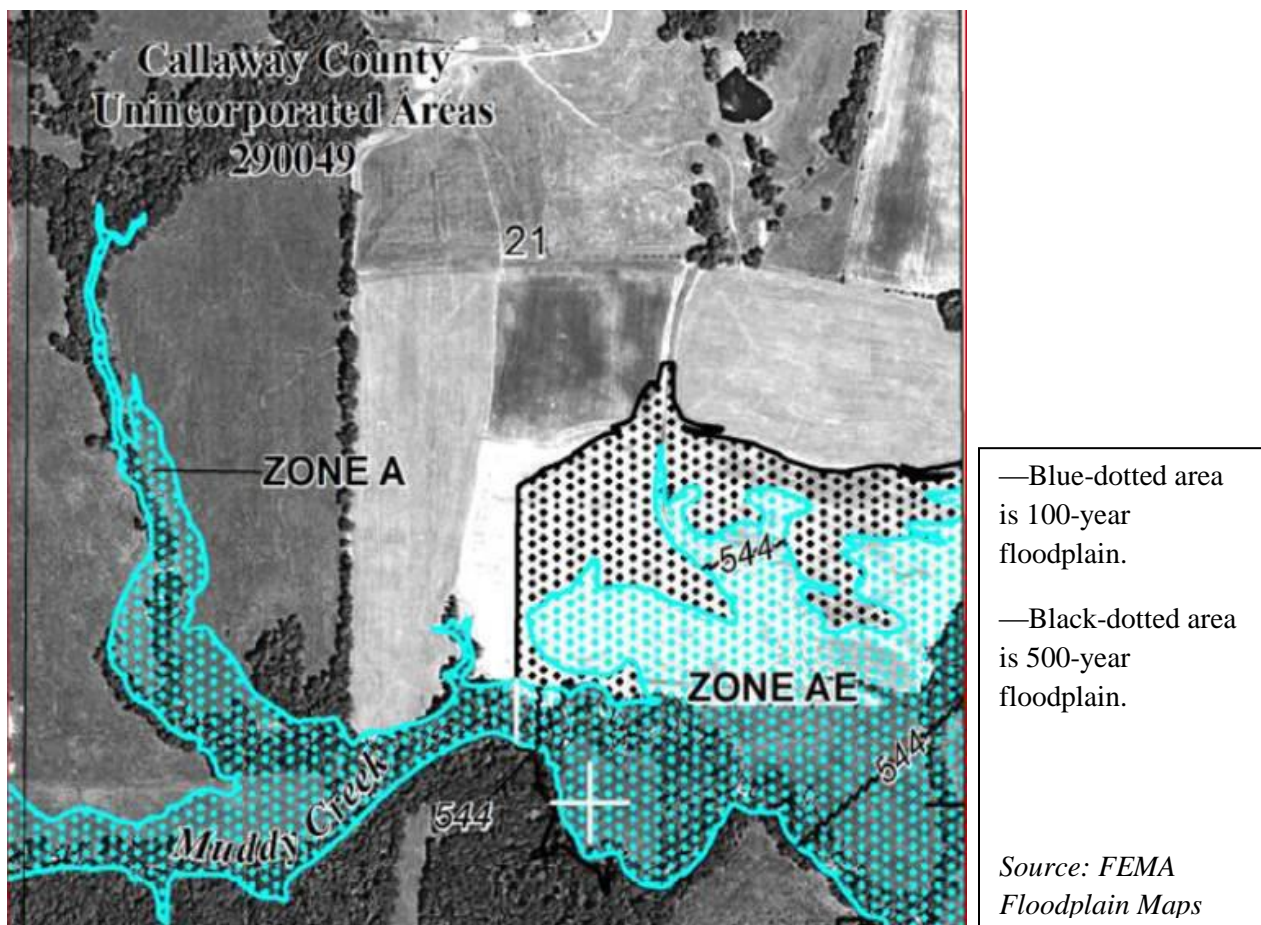 Callaway County
Unincorporated Areas
290049
21
ZONE A
544
ZONE AE
544
Muddy Creek
544
—Blue-dotted area
is 100-year
floodplain.
—Black-dotted area
is 500-year
floodplain.
Source: FEMA
Floodplain Maps